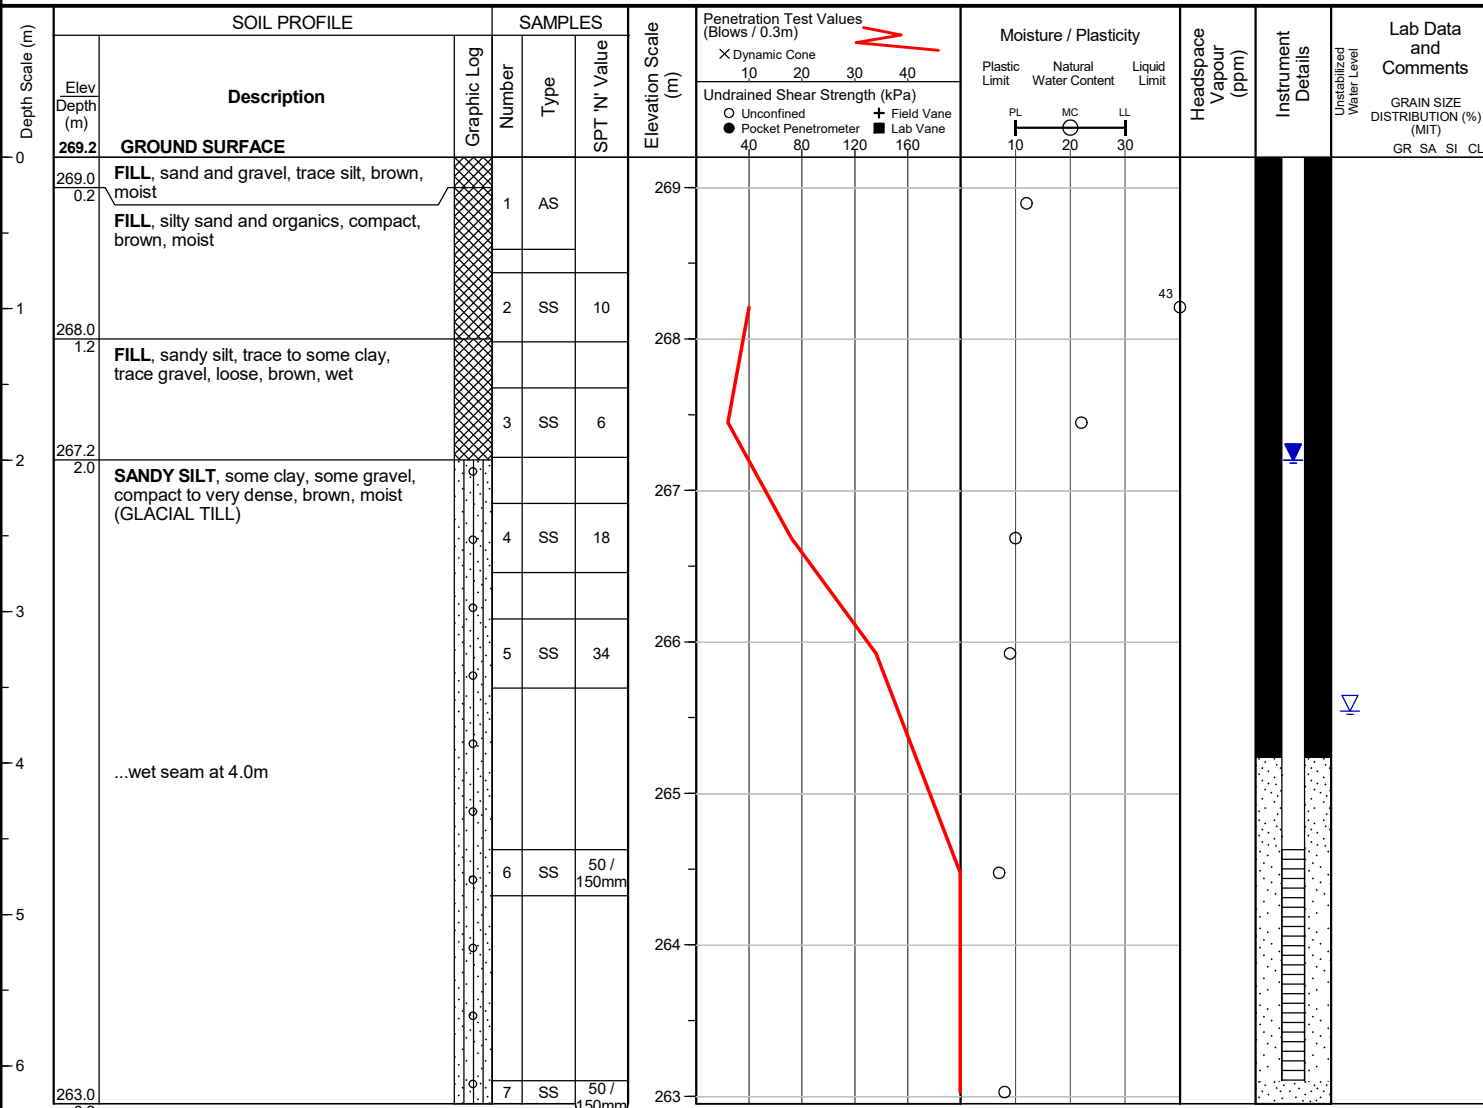 SOIL PROFILE
SAMPLES
Depth Scale (m)
Elev
Depth
(m)
Description
Graphic Log
Number
Type
SPT 'N' Value
Elevation Scale
(m)
Penetration Test Values
(Blows / 0.3m)
× Dynamic Cone
10 20 30 40
Undrained Shear Strength (kPa)
Unconfined
Field Vane
Pocket Penetrometer
Lab Vane
40 80 120 160
Moisture / Plasticity
Plastic Limit
Natural Water Content
Liquid Limit
PL MC LL
10 20 30
Headspace
Vapour
(ppm)
Instrument
Details
Unstabilized
Water Level
Lab Data
and
Comments
GRAIN SIZE
DISTRIBUTION (%)
(MIT)
GR SA SI CL
269.2 GROUND SURFACE
0
269.0
0.2
FILL, sand and gravel, trace silt, brown,
moist
FILL, silty sand and organics, compact,
brown, moist
1 AS
269
43
1
2 SS 10
268.0
1.2
268
FILL, sandy silt, trace to some clay,
trace gravel, loose, brown, wet
3 SS 6
267.2
2.0
2
SANDY SILT, some clay, some gravel,
compact to very dense, brown, moist
(GLACIAL TILL)
267
4 SS 18
3
266
5 SS 34
4
...wet seam at 4.0m
265
6 SS 50 /
150mm
5
264
6
263.0
7 SS 50 /
150mm
263